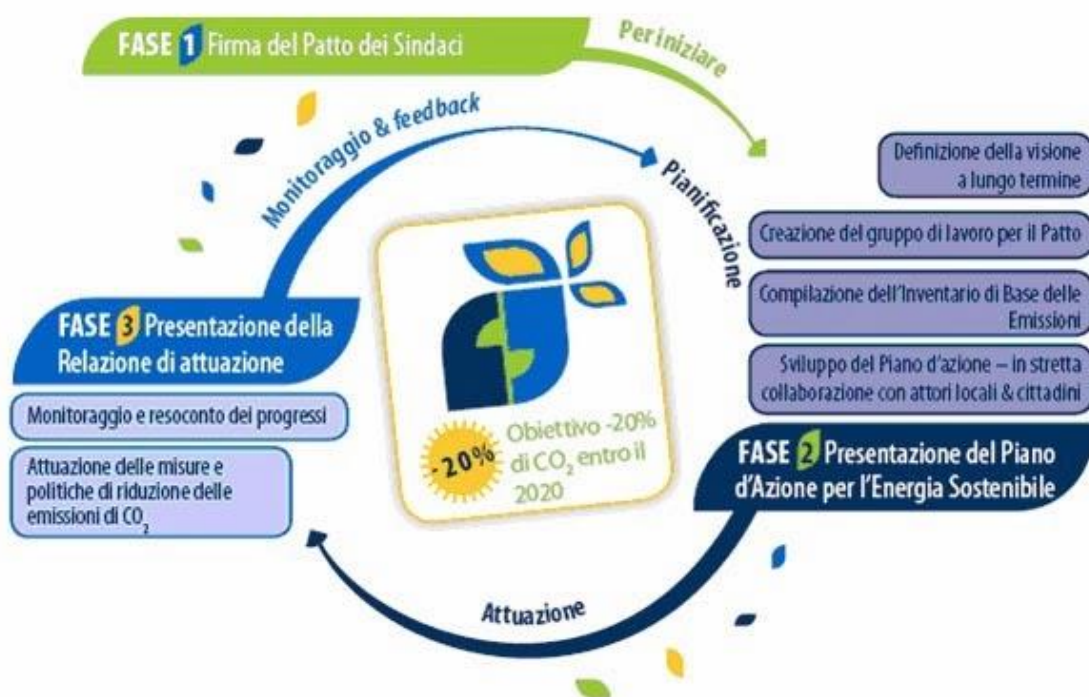 FASE 1 Firma del Patto dei Sindaci
Per iniziare
Monitoraggio & feedback
Pianificazione
Definizione della visione
a lungo termine
Creazione del gruppo di lavoro per il Patto
Compilazione dell'Inventario di Base delle
Emissioni
Sviluppo del Piano d'azione – in stretta
collaborazione con attori locali & cittadini
FASE 2 Presentazione del Piano
d'Azione per l'Energia Sostenibile
FASE 3 Presentazione della
Relazione di attuazione
Monitoraggio e resoconto dei progressi
Attuazione delle misure e
politiche di riduzione delle
emissioni di CO₂
-20%
Obiettivo -20%
di CO₂ entro il
2020
Attuazione